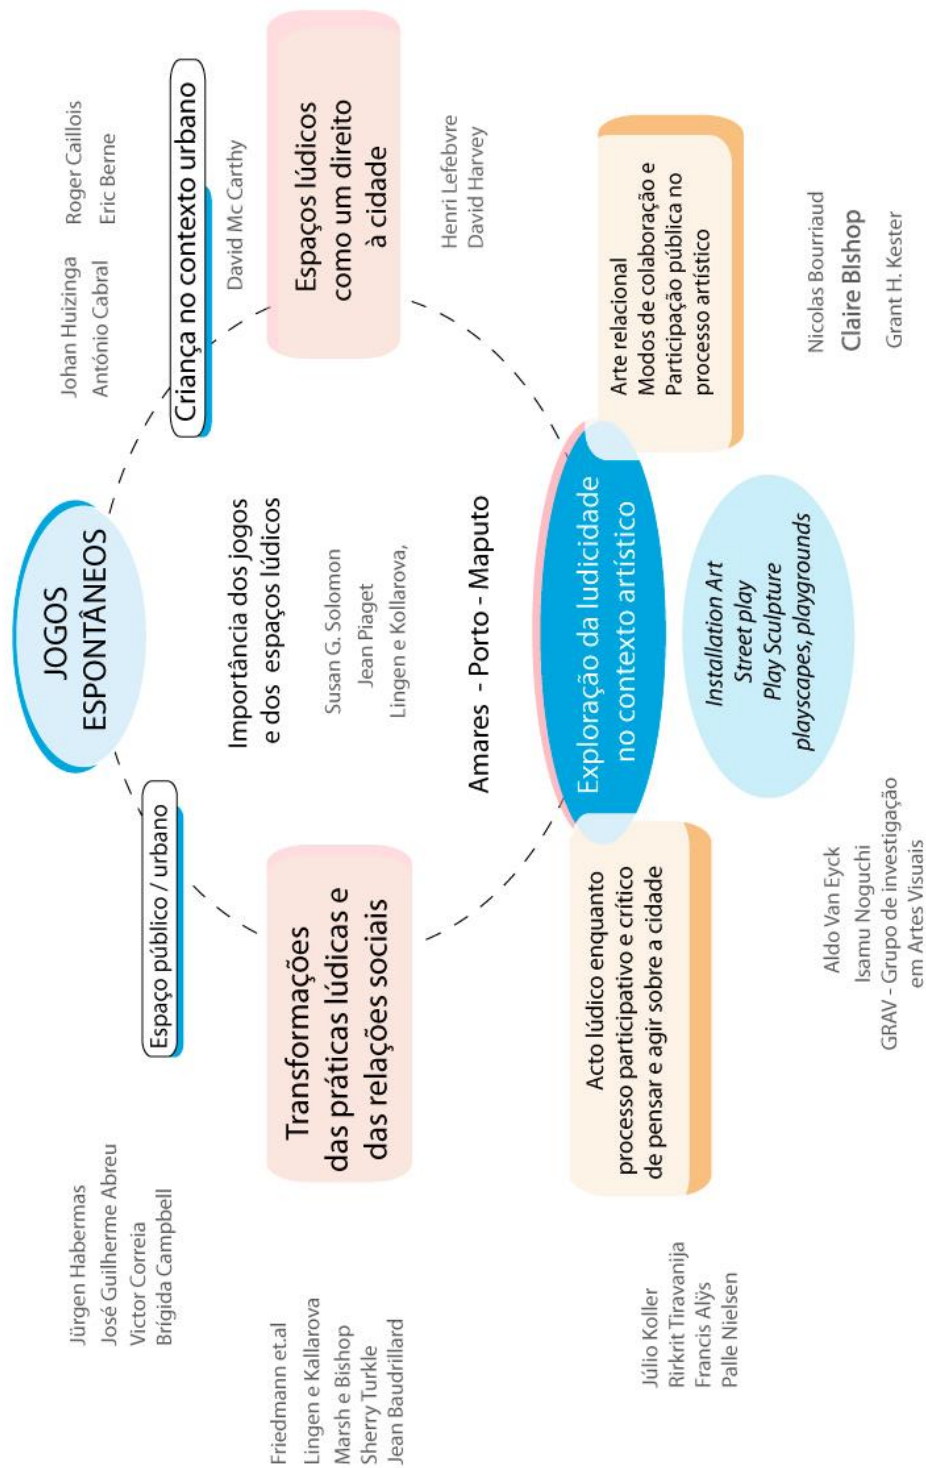 JOGOS
ESPONTÂNEOS
Johan Huizinga
António Cabral
Roger Caillois
Eric Berne
Espaço público / urbano
Jürgen Habermas
José Guilherme Abreu
Victor Correia
Brígida Campbell
Criança no contexto urbano
David Mc Carthy
Importância dos jogos
e dos espaços lúdicos
Susan G. Solomon
Jean Piaget
Lingen e Kollarova,
Transformações
das práticas lúdicas e
das relações sociais
Friedmann et.al
Lingen e Kallarova
Marsh e Bishop
Sherry Turkle
Jean Baudrillard
Espaços lúdicos
como um direito
à cidade
Henri Lefebvre
David Harvey
Amares - Porto - Maputo
Exploração da ludicidade
no contexto artístico
Acto lúdico enquanto
processo participativo e crítico
de pensar e agir sobre a cidade
Júlio Koller
Rirkrit Tiravanija
Francis Alÿs
Palle Nielsen
Arte relacional
Modos de colaboração e
Participação pública no
processo artístico
Nicolas Bourriaud
Claire BIshop
Grant H. Kester
Installation Art
Street play
Play Sculpture
playscapes, playgrounds
Aldo Van Eyck
Isamu Noguchi
GRAV - Grupo de investigação
em Artes Visuais